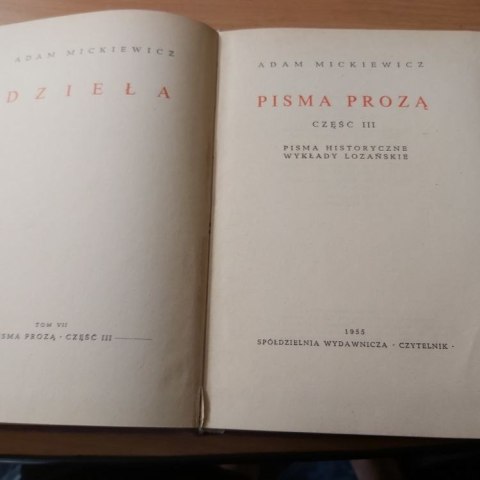 ADAM MICKIEWICZ
DZIEŁA
TOM VII
PISMA PROZĄ · CZĘŚĆ III
ADAM MICKIEWICZ
PISMA PROZĄ
CZĘŚĆ III
PISMA HISTORYCZNE
WYKŁADY LOZAŃSKIE
1955
SPÓŁDZIELNIA WYDAWNICZA · CZYTELNIK ·